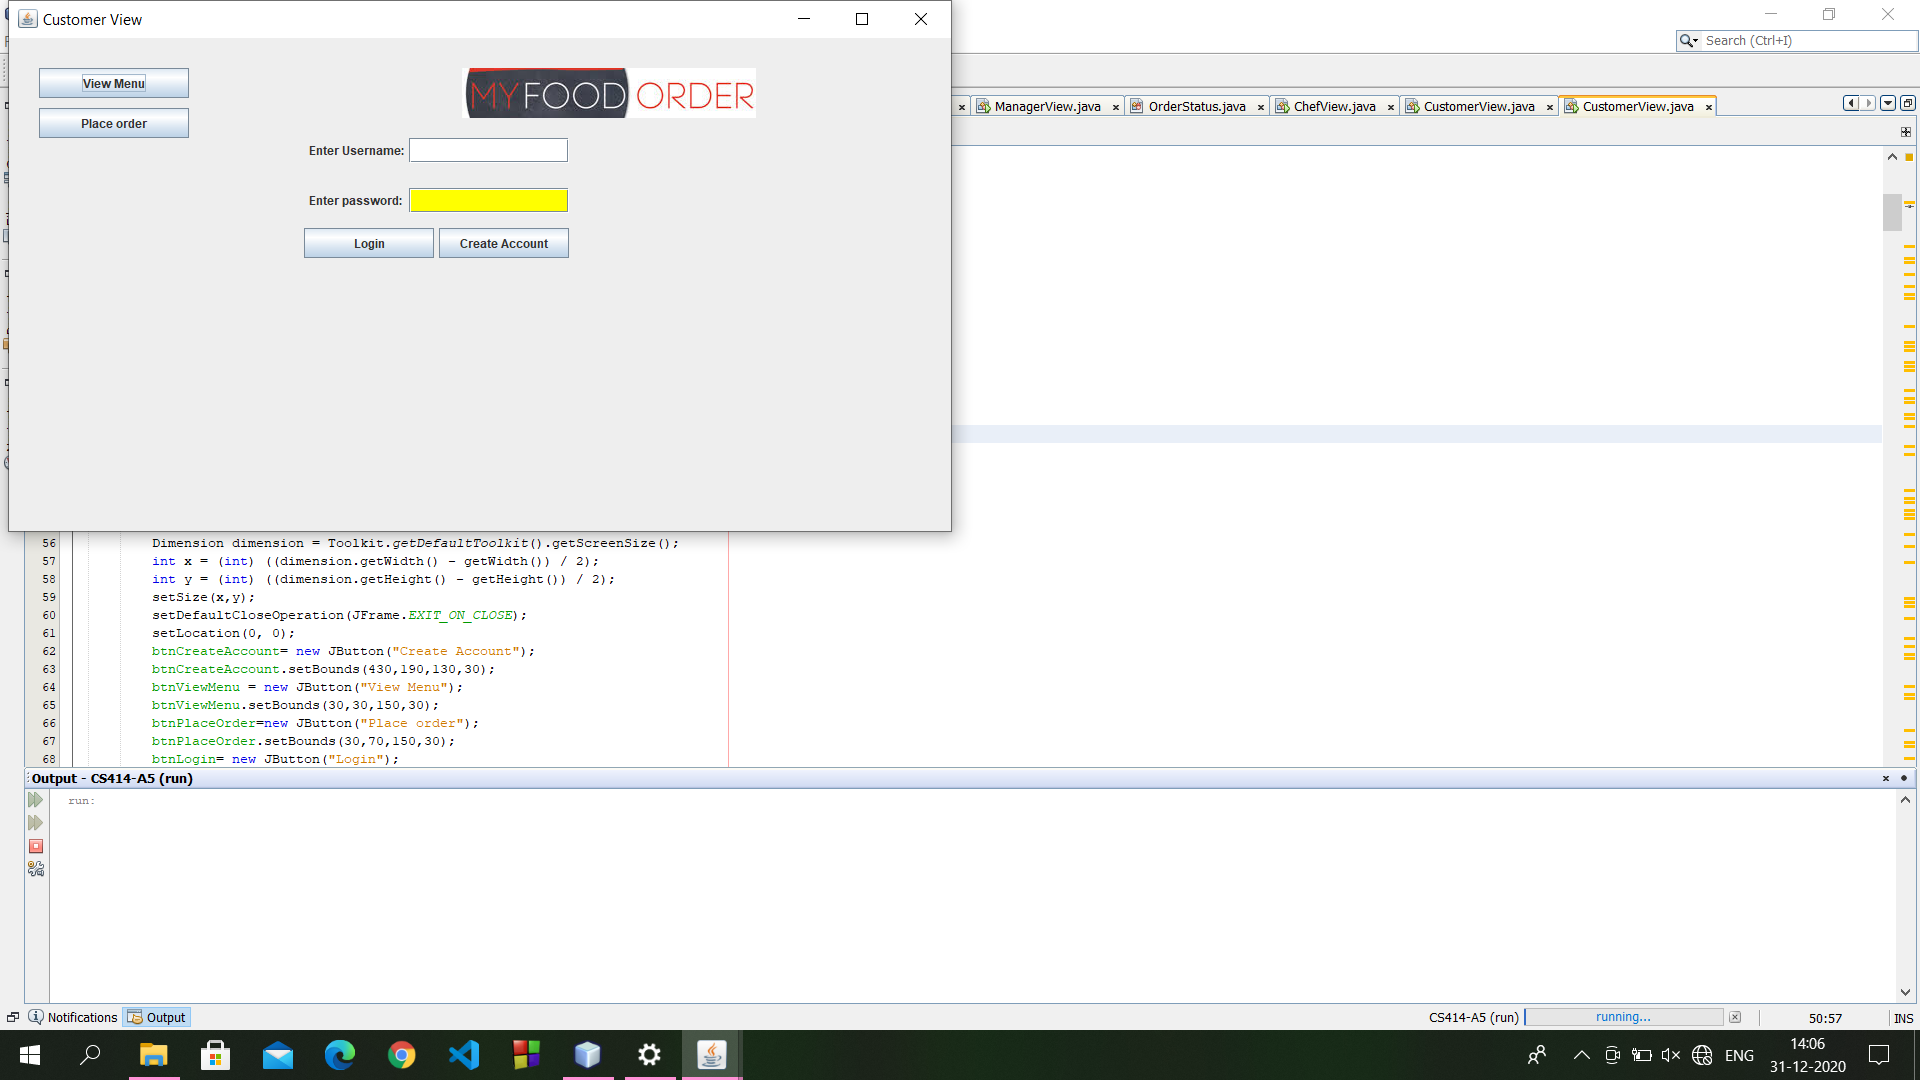 Customer View
View Menu
Place order
MYFOOD ORDER
Enter Username:
Enter password:
Login
Create Account
Search (Ctrl+I)
ManagerView.java
OrderStatus.java
ChefView.java
CustomerView.java
CustomerView.java
56 Dimension dimension = Toolkit.getDefaultToolkit().getScreenSize();
57 int x = (int) ((dimension.getWidth() - getWidth()) / 2);
58 int y = (int) ((dimension.getHeight() - getHeight()) / 2);
59 setSize(x,y);
60 setDefaultCloseOperation(JFrame.EXIT_ON_CLOSE);
61 setLocation(0, 0);
62 btnCreateAccount= new JButton("Create Account");
63 btnCreateAccount.setBounds(430,190,130,30);
64 btnViewMenu = new JButton("View Menu");
65 btnViewMenu.setBounds(30,30,150,30);
66 btnPlaceOrder=new JButton("Place order");
67 btnPlaceOrder.setBounds(30,70,150,30);
68 btnLogin= new JButton("Login");
Output - CS414-A5 (run)
run:
Notifications
Output
CS414-A5 (run)
running...
50:57
INS
ENG
14:06
31-12-2020